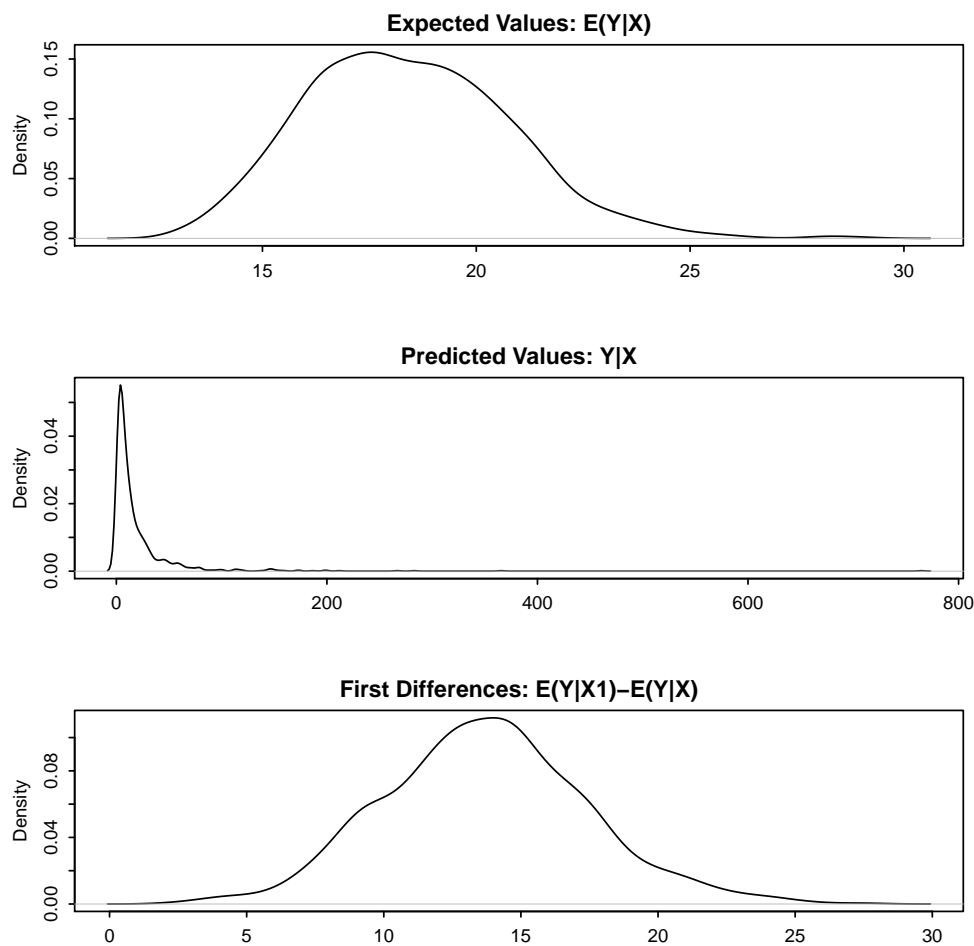 Expected Values: E(Y|X)
Density
0.00 0.05 0.10 0.15
15 20 25 30
Predicted Values: Y|X
Density
0.00 0.02 0.04
0 200 400 600 800
First Differences: E(Y|X1)−E(Y|X)
Density
0.00 0.04 0.08
0 5 10 15 20 25 30